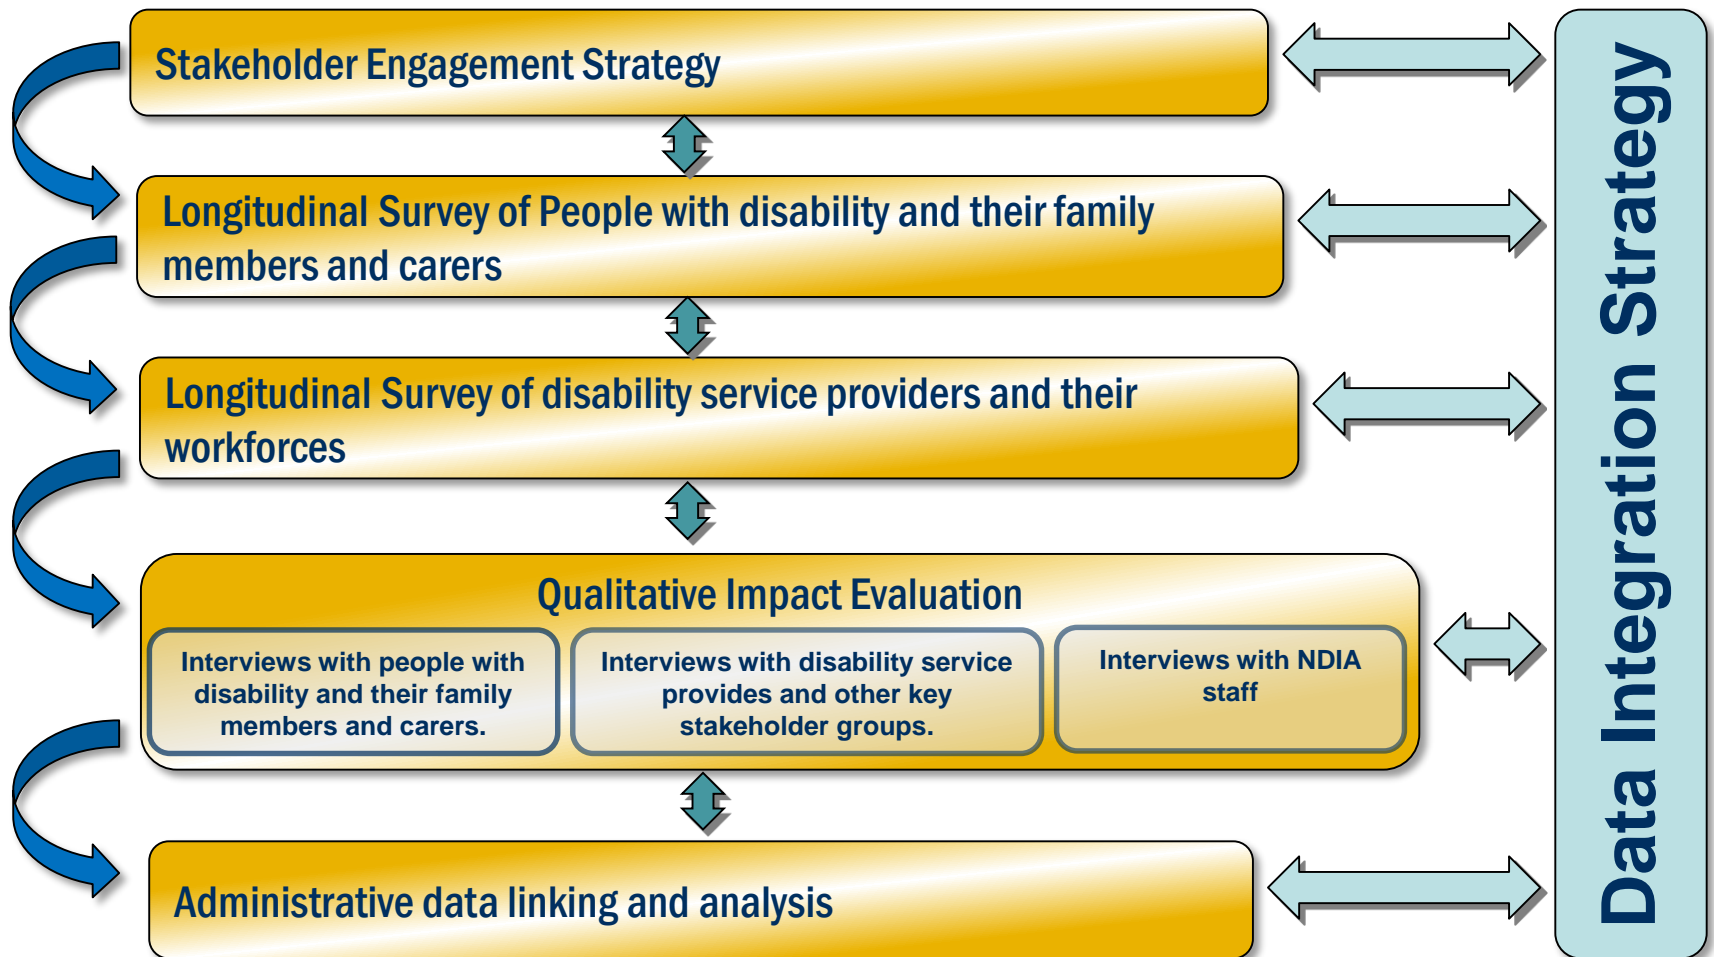 Stakeholder Engagement Strategy
Longitudinal Survey of People with disability and their family
members and carers
Longitudinal Survey of disability service providers and their
workforces
Qualitative Impact Evaluation
Interviews with people with
disability and their family
members and carers.
Interviews with disability service
provides and other key
stakeholder groups.
Interviews with NDIA
staff
Administrative data linking and analysis
Data Integration Strategy